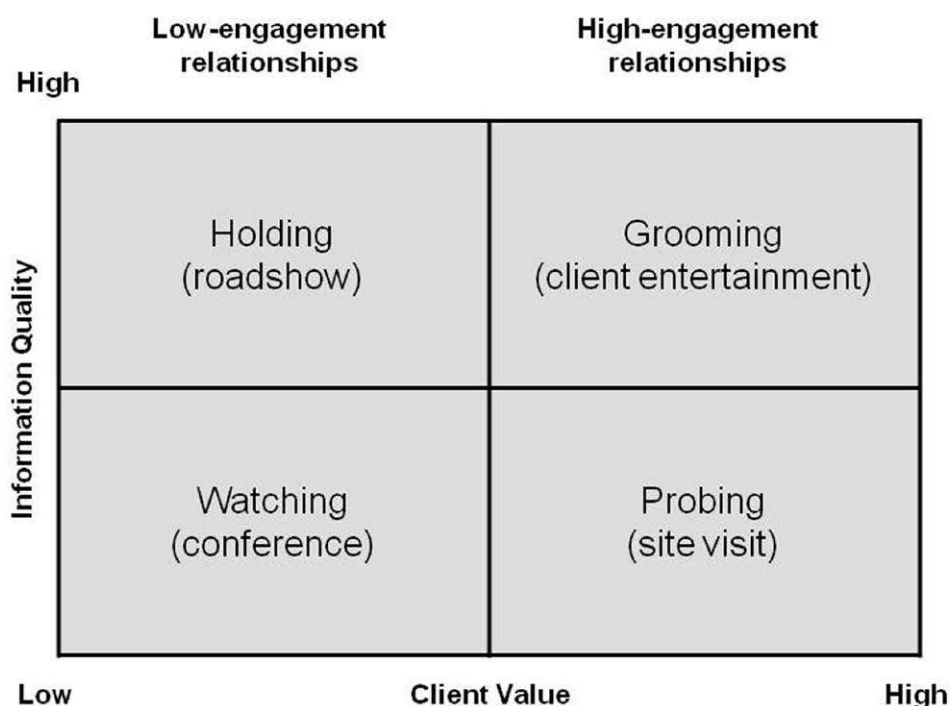 Low-engagement
relationships
High-engagement
relationships
High
Holding
(roadshow)
Grooming
(client entertainment)
Information Quality
Watching
(conference)
Probing
(site visit)
Low
Client Value
High